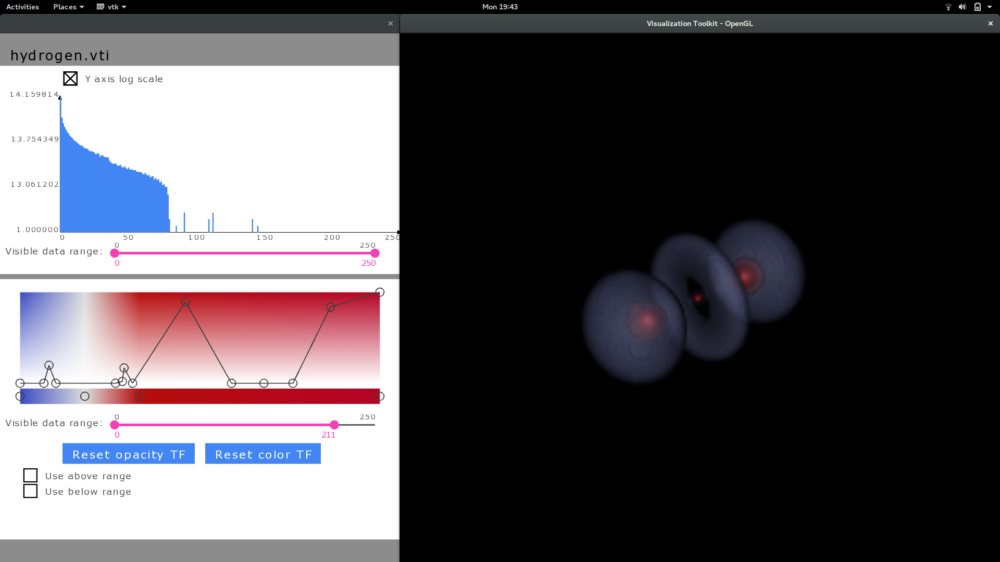 Activities Places vtk Mon 19:43
Visualization Toolkit - OpenGL
hydrogen.vti
Y axis log scale
14.159814
13.754349
13.061202
1.000000
0 50 100 150 200 250
0 250
Visible data range:
0 250
0 250
Visible data range:
0 211
Reset opacity TF Reset color TF
Use above range
Use below range